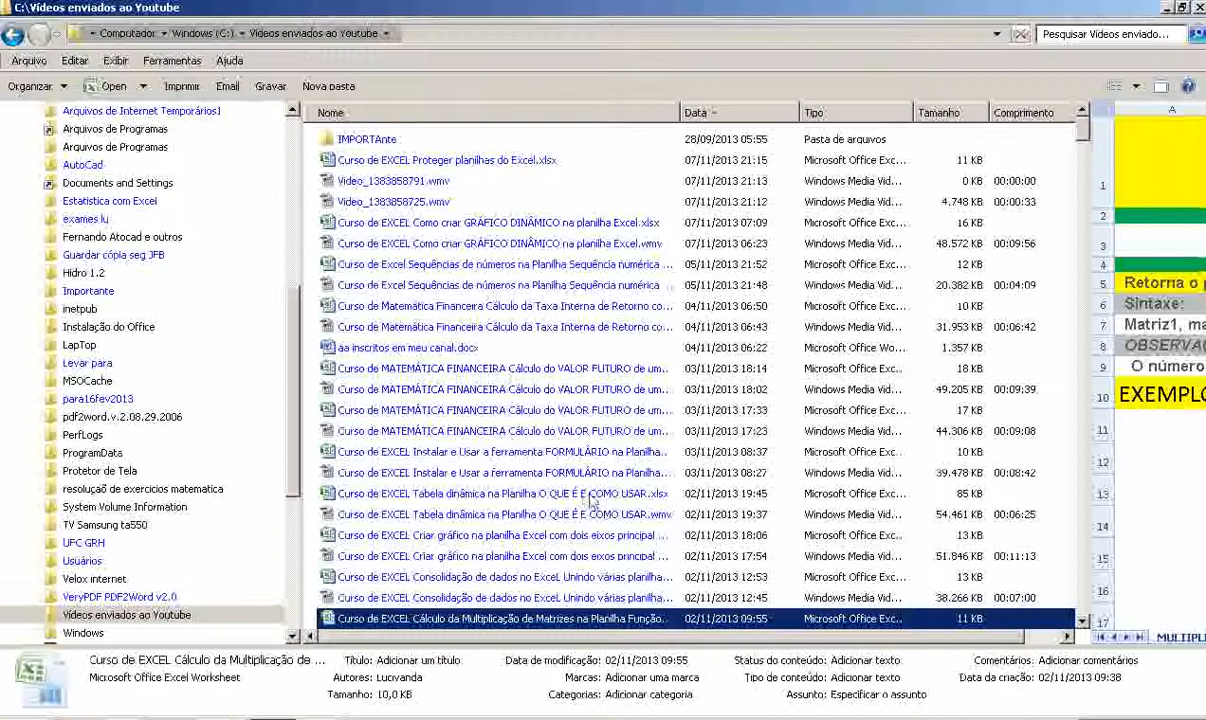 C:\Vídeos enviados ao Youtube
Computador Windows (C:) Vídeos enviados ao Youtube
Pesquisar Vídeos enviado...
Arquivo Editar Exibir Ferramentas Ajuda
Organizar Open Imprimir Email Gravar Nova pasta
Arquivos de Internet Temporários1
Arquivos de Programas
Arquivos de Programas
AutoCad
Documents and Settings
Estatística com Excel
exames lu
Fernando Atocad e outros
Guardar cópia seg JFB
Hidro 1.2
Importante
inetpub
Instalação do Office
LapTop
Levar para
MSOCache
para16fev2013
pdf2word.v.2.08.29.2006
PerfLogs
ProgramData
Protetor de Tela
resolução de exercicios matematica
System Volume Information
TV Samsung ta550
UFC GRH
Usuários
Velox internet
VeryPDF PDF2Word v2.0
Vídeos enviados ao Youtube
Windows
Nome Data Tipo Tamanho Comprimento
IMPORTAnte 28/09/2013 05:55 Pasta de arquivos
Curso de EXCEL Proteger planilhas do Excel.xlsx 07/11/2013 21:15 Microsoft Office Exc... 11 KB
Video_1383858791.wmv 07/11/2013 21:13 Windows Media Vid... 0 KB 00:00:00
Video_1383858725.wmv 07/11/2013 21:12 Windows Media Vid... 4.748 KB 00:00:33
Curso de EXCEL Como criar GRÁFICO DINÂMICO na planilha Excel.xlsx 07/11/2013 07:09 Microsoft Office Exc... 16 KB
Curso de EXCEL Como criar GRÁFICO DINÂMICO na planilha Excel.wmv 07/11/2013 06:23 Windows Media Vid... 48.572 KB 00:09:56
Curso de Excel Sequências de números na Planilha Sequência numérica ... 05/11/2013 21:52 Microsoft Office Exc... 12 KB
Curso de Excel Sequências de números na Planilha Sequência numérica ... 05/11/2013 21:48 Windows Media Vid... 20.382 KB 00:04:09
Curso de Matemática Financeira Cálculo da Taxa Interna de Retorno co... 04/11/2013 06:50 Microsoft Office Exc... 10 KB
Curso de Matemática Financeira Cálculo da Taxa Interna de Retorno co... 04/11/2013 06:43 Windows Media Vid... 31.953 KB 00:06:42
aa inscritos em meu canal.docx 04/11/2013 06:22 Microsoft Office Wo... 1.357 KB
Curso de MATEMÁTICA FINANCEIRA Cálculo do VALOR FUTURO de um... 03/11/2013 18:14 Microsoft Office Exc... 18 KB
Curso de MATEMÁTICA FINANCEIRA Cálculo do VALOR FUTURO de um... 03/11/2013 18:02 Windows Media Vid... 49.205 KB 00:09:39
Curso de MATEMÁTICA FINANCEIRA Cálculo do VALOR FUTURO de um... 03/11/2013 17:33 Microsoft Office Exc... 17 KB
Curso de MATEMÁTICA FINANCEIRA Cálculo do VALOR FUTURO de um... 03/11/2013 17:23 Windows Media Vid... 44.306 KB 00:09:08
Curso de EXCEL Instalar e Usar a ferramenta FORMULÁRIO na Planilha... 03/11/2013 08:37 Microsoft Office Exc... 10 KB
Curso de EXCEL Instalar e Usar a ferramenta FORMULÁRIO na Planilha... 03/11/2013 08:27 Windows Media Vid... 39.478 KB 00:08:42
Curso de EXCEL Tabela dinâmica na Planilha O QUE É E COMO USAR.xlsx 02/11/2013 19:45 Microsoft Office Exc... 85 KB
Curso de EXCEL Tabela dinâmica na Planilha O QUE É E COMO USAR.wmv 02/11/2013 19:37 Windows Media Vid... 54.461 KB 00:06:25
Curso de EXCEL Criar gráfico na planilha Excel com dois eixos principal ... 02/11/2013 18:06 Microsoft Office Exc... 13 KB
Curso de EXCEL Criar gráfico na planilha Excel com dois eixos principal ... 02/11/2013 17:54 Windows Media Vid... 51.846 KB 00:11:13
Curso de EXCEL Consolidação de dados no ExceL Unindo várias planilha... 02/11/2013 12:53 Microsoft Office Exc... 13 KB
Curso de EXCEL Consolidação de dados no ExceL Unindo várias planilha... 02/11/2013 12:45 Windows Media Vid... 38.266 KB 00:07:00
Curso de EXCEL Cálculo da Multiplicação de Matrizes na Planilha Função... 02/11/2013 09:55 Microsoft Office Exc... 11 KB
A
1
2
3
4
5 Retorna o p
6 Sintaxe:
7 Matriz1, ma
8 OBSERVAÇ
9 O número
10 EXEMPLO
11
12
13
14
15
16
17
MULTIPL
Curso de EXCEL Cálculo da Multiplicação de ... Título: Adicionar um título Data de modificação: 02/11/2013 09:55 Status do conteúdo: Adicionar texto Comentários: Adicionar comentários
Microsoft Office Excel Worksheet Autores: Lucivanda Marcas: Adicionar uma marca Tipo de conteúdo: Adicionar texto Data da criação: 02/11/2013 09:38
Tamanho: 10,0 KB Categorias: Adicionar categoria Assunto: Especificar o assunto